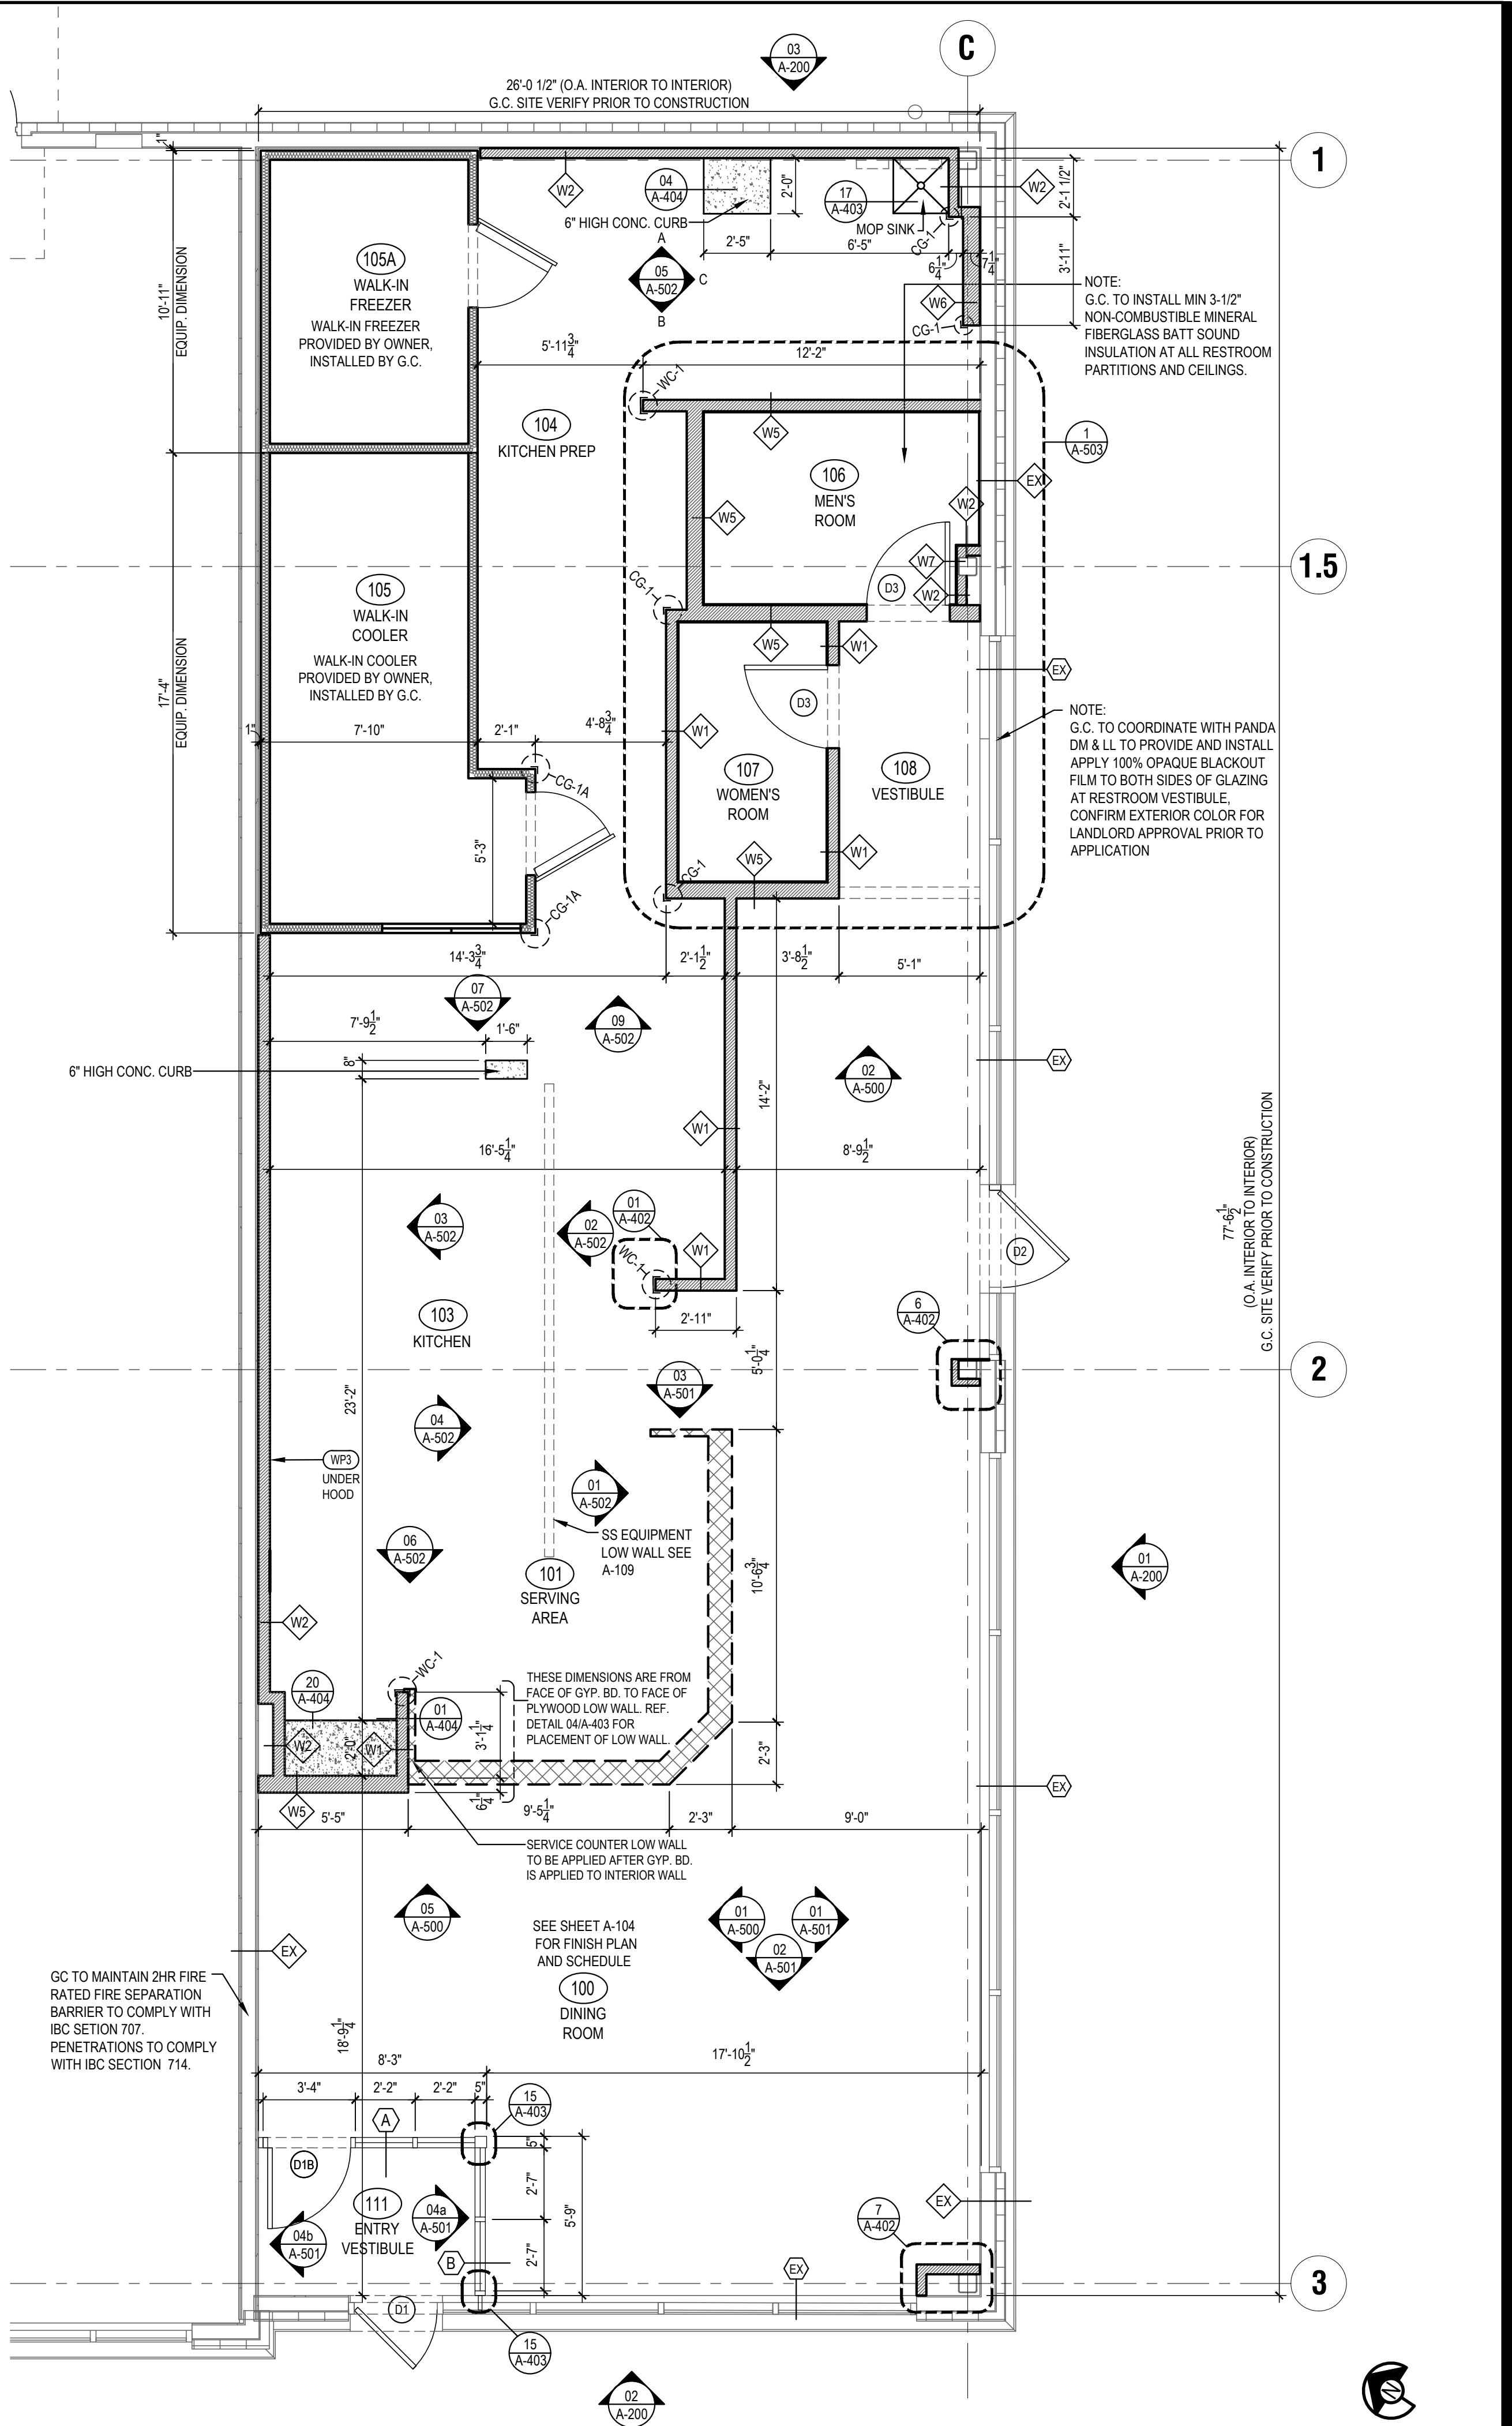 03
A-200
C
26'-0 1/2" (O.A. INTERIOR TO INTERIOR)
G.C. SITE VERIFY PRIOR TO CONSTRUCTION
1"
1
W2
04
A-404
2'-0"
17
A-403
W2
2'-1 1/2"
6" HIGH CONC. CURB
MOP SINK
CG-1
2'-5"
6'-5"
6 1/4"
7 1/4"
3'-11"
A
05
A-502
C
B
105A
WALK-IN
FREEZER
WALK-IN FREEZER
PROVIDED BY OWNER,
INSTALLED BY G.C.
10'-11"
EQUIP. DIMENSION
W6
CG-1
NOTE:
G.C. TO INSTALL MIN 3-1/2"
NON-COMBUSTIBLE MINERAL
FIBERGLASS BATT SOUND
INSULATION AT ALL RESTROOM
PARTITIONS AND CEILINGS.
5'-11 3/4"
12'-2"
WC-1
104
KITCHEN PREP
W5
1
A-503
106
MEN'S
ROOM
EX
W2
W5
W7
1.5
D3
W2
CG-1
105
WALK-IN
COOLER
WALK-IN COOLER
PROVIDED BY OWNER,
INSTALLED BY G.C.
17'-4"
EQUIP. DIMENSION
W5
W1
EX
D3
1"
7'-10"
2'-1"
4'-8 3/4"
W1
NOTE:
G.C. TO COORDINATE WITH PANDA
DM & LL TO PROVIDE AND INSTALL
APPLY 100% OPAQUE BLACKOUT
FILM TO BOTH SIDES OF GLAZING
AT RESTROOM VESTIBULE,
CONFIRM EXTERIOR COLOR FOR
LANDLORD APPROVAL PRIOR TO
APPLICATION
107
WOMEN'S
ROOM
108
VESTIBULE
CG-1A
5'-3"
W5
W1
CG-1
CG-1A
14'-3 3/4"
2'-1 1/2"
3'-8 1/2"
5'-1"
07
A-502
7'-9 1/2"
1'-6"
09
A-502
8"
6" HIGH CONC. CURB
02
A-500
EX
14'-2"
W1
16'-5 1/4"
8'-9 1/2"
77'-6 1/2"
(O.A. INTERIOR TO INTERIOR)
G.C. SITE VERIFY PRIOR TO CONSTRUCTION
03
A-502
02
A-502
01
A-402
WC-1
W1
D2
103
KITCHEN
2'-11"
6
A-402
5'-0 1/4"
2
03
A-501
23'-2"
04
A-502
WP3
UNDER
HOOD
01
A-502
SS EQUIPMENT
LOW WALL SEE
A-109
06
A-502
101
SERVING
AREA
10'-6 3/4"
01
A-200
W2
WC-1
20
A-404
01
A-404
THESE DIMENSIONS ARE FROM
FACE OF GYP. BD. TO FACE OF
PLYWOOD LOW WALL. REF.
DETAIL 04/A-403 FOR
PLACEMENT OF LOW WALL.
W2
2'-0"
W1
3'-1 1/4"
2'-3"
EX
W5
6 1/4"
5'-5"
9'-5 1/4"
2'-3"
9'-0"
SERVICE COUNTER LOW WALL
TO BE APPLIED AFTER GYP. BD.
IS APPLIED TO INTERIOR WALL
05
A-500
01
A-500
01
A-501
02
A-501
SEE SHEET A-104
FOR FINISH PLAN
AND SCHEDULE
100
DINING
ROOM
EX
GC TO MAINTAIN 2HR FIRE
RATED FIRE SEPARATION
BARRIER TO COMPLY WITH
IBC SETION 707.
PENETRATIONS TO COMPLY
WITH IBC SECTION 714.
18'-9 1/4"
8'-3"
17'-10 1/2"
3'-4"
2'-2"
2'-2"
5"
15
A-403
A
5"
D1B
2'-7"
5'-9"
111
ENTRY
VESTIBULE
04a
A-501
04b
A-501
B
2'-7"
EX
7
A-402
EX
3
D1
15
A-403
02
A-200
N